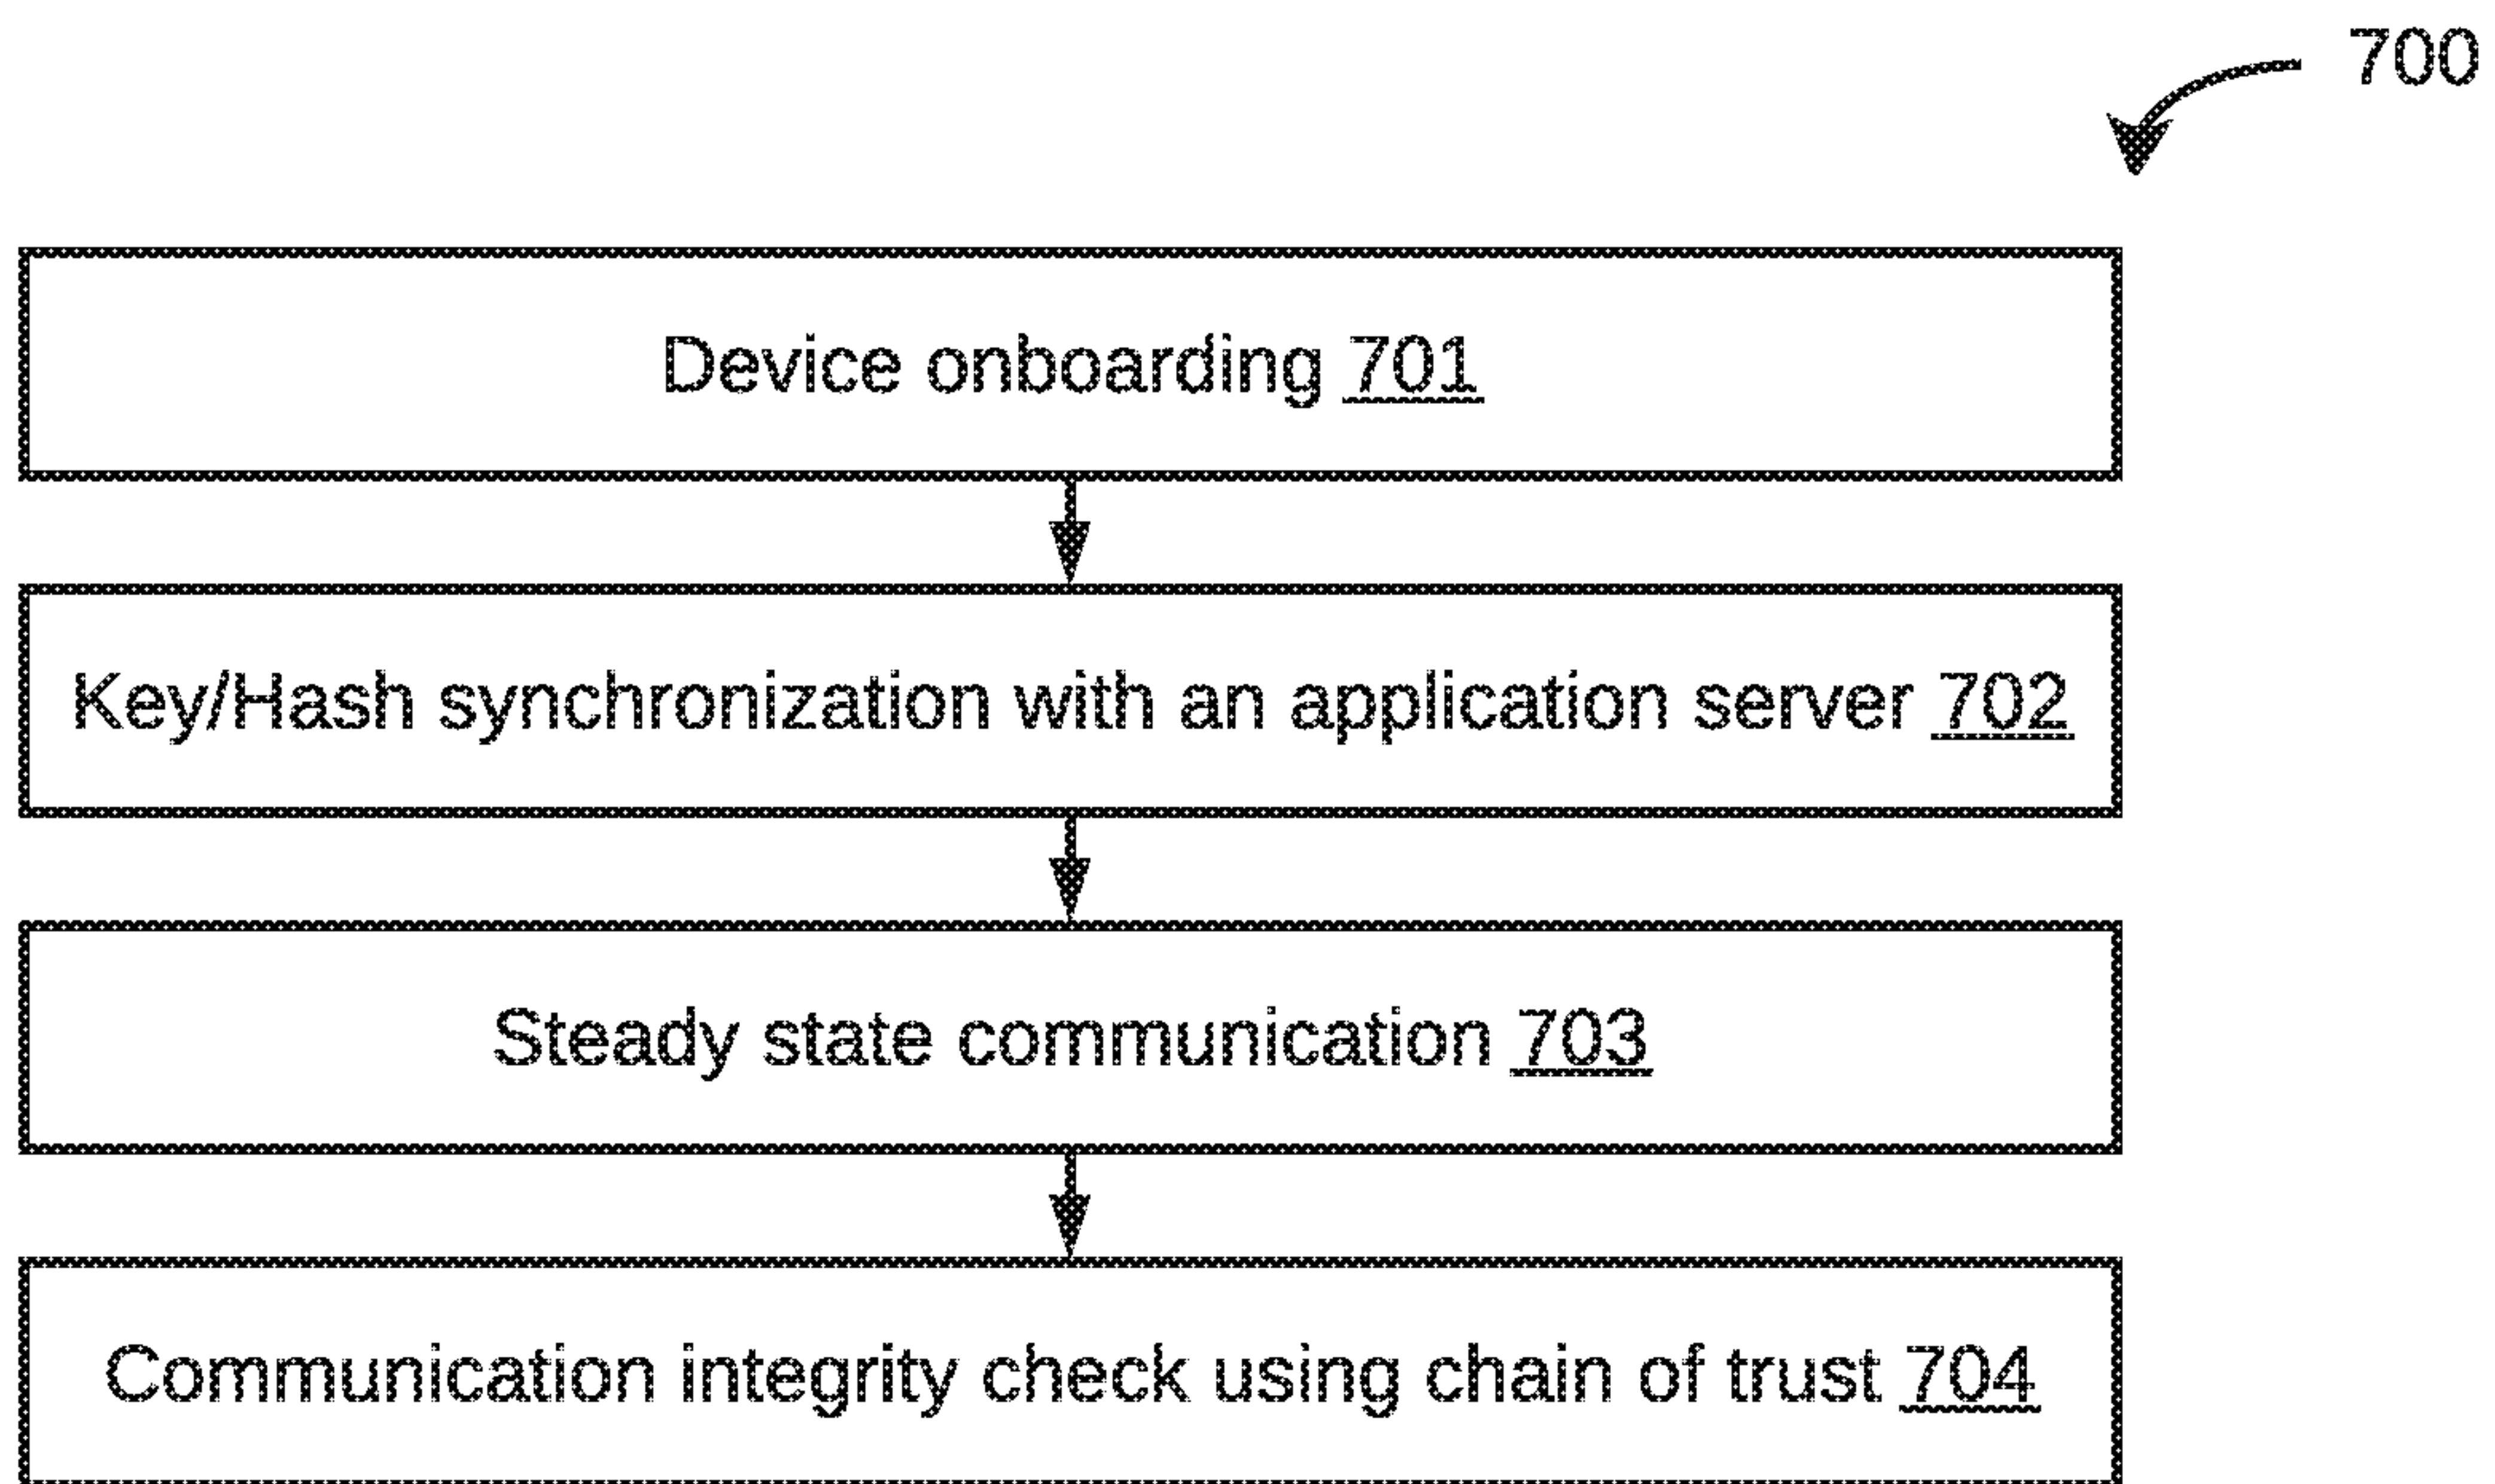 700
Device onboarding 701
Key/Hash synchronization with an application server 702
Steady state communication 703
Communication integrity check using chain of trust 704